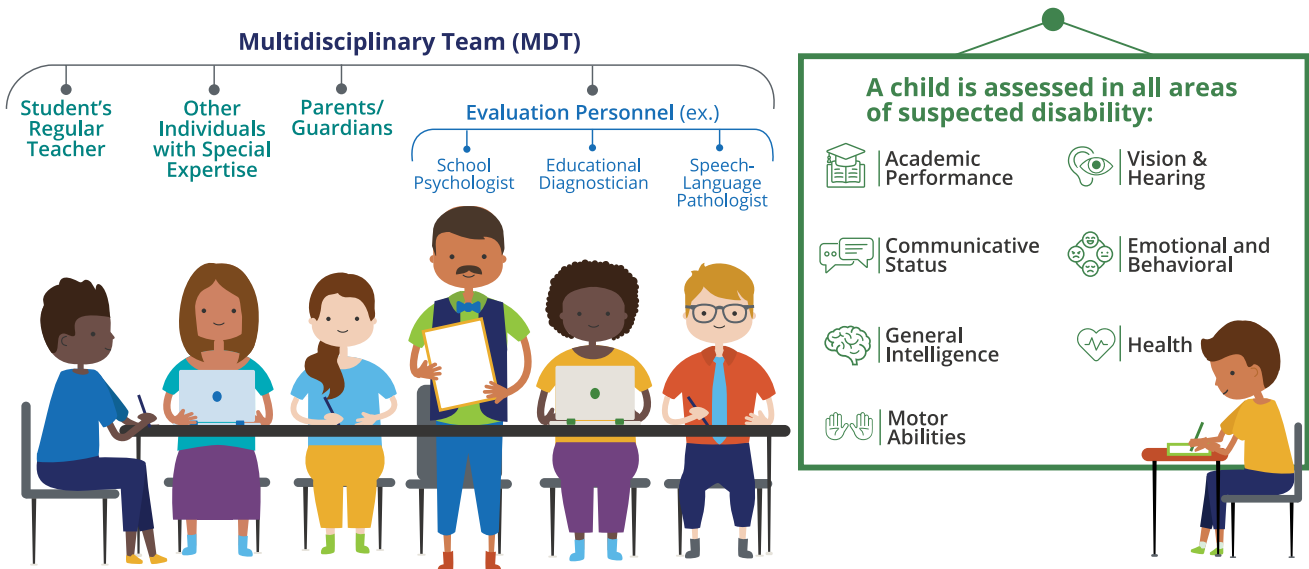 Multidisciplinary Team (MDT)
Student's
Regular
Teacher
Other
Individuals
with Special
Expertise
Parents/
Guardians
Evaluation Personnel (ex.)
School
Psychologist
Educational
Diagnostician
Speech-
Language
Pathologist
A child is assessed in all areas
of suspected disability:
Academic
Performance
Vision &
Hearing
Communicative
Status
Emotional and
Behavioral
General
Intelligence
Health
Motor
Abilities